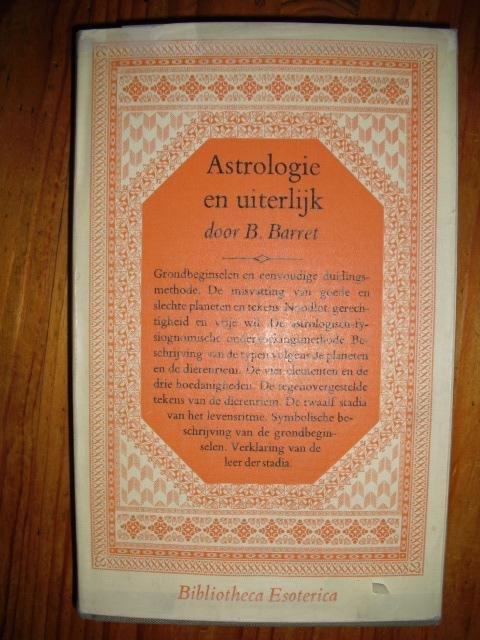 Astrologie
en uiterlijk
door B. Barret
Grondbeginselen en eenvoudige duidings-
methode. De misvatting van goede en
slechte planeten en tekens. Noodlot, gerech-
tigheid en vrije wil. De astrologisch-fy-
siognomische onderzoekingsmethode. Be-
schrijving van de typen volgens de planeten
en de dierenriem. De vier elementen en de
drie hoedanigheden. De tegenovergestelde
tekens van de dierenriem. De twaalf stadia
van het levensritme. Symbolische be-
schrijving van de grondbegin-
selen. Verklaring van de
leer der stadia.
Bibliotheca Esoterica